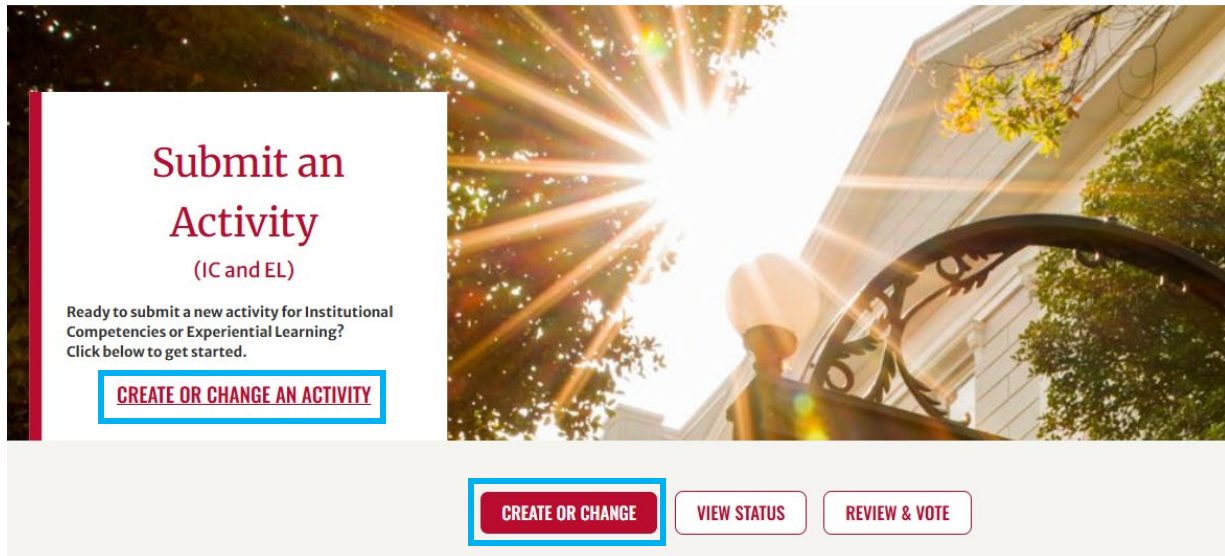 Submit an
Activity
(IC and EL)
Ready to submit a new activity for Institutional
Competencies or Experiential Learning?
Click below to get started.
CREATE OR CHANGE AN ACTIVITY
CREATE OR CHANGE
VIEW STATUS
REVIEW & VOTE